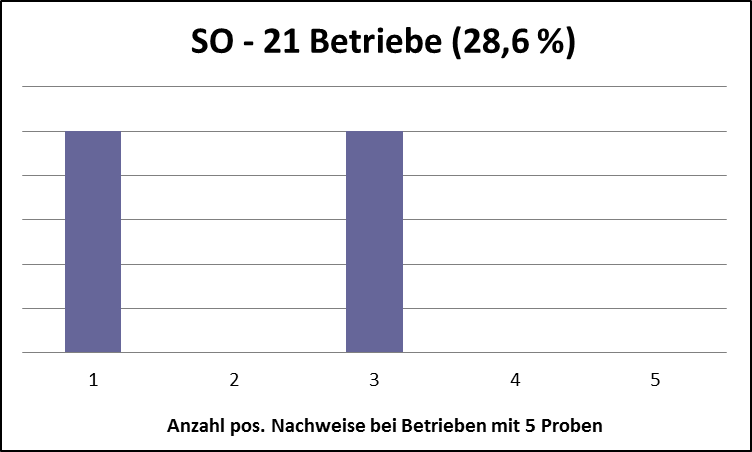 SO - 21 Betriebe (28,6 %)
1 2 3 4 5
Anzahl pos. Nachweise bei Betrieben mit 5 Proben